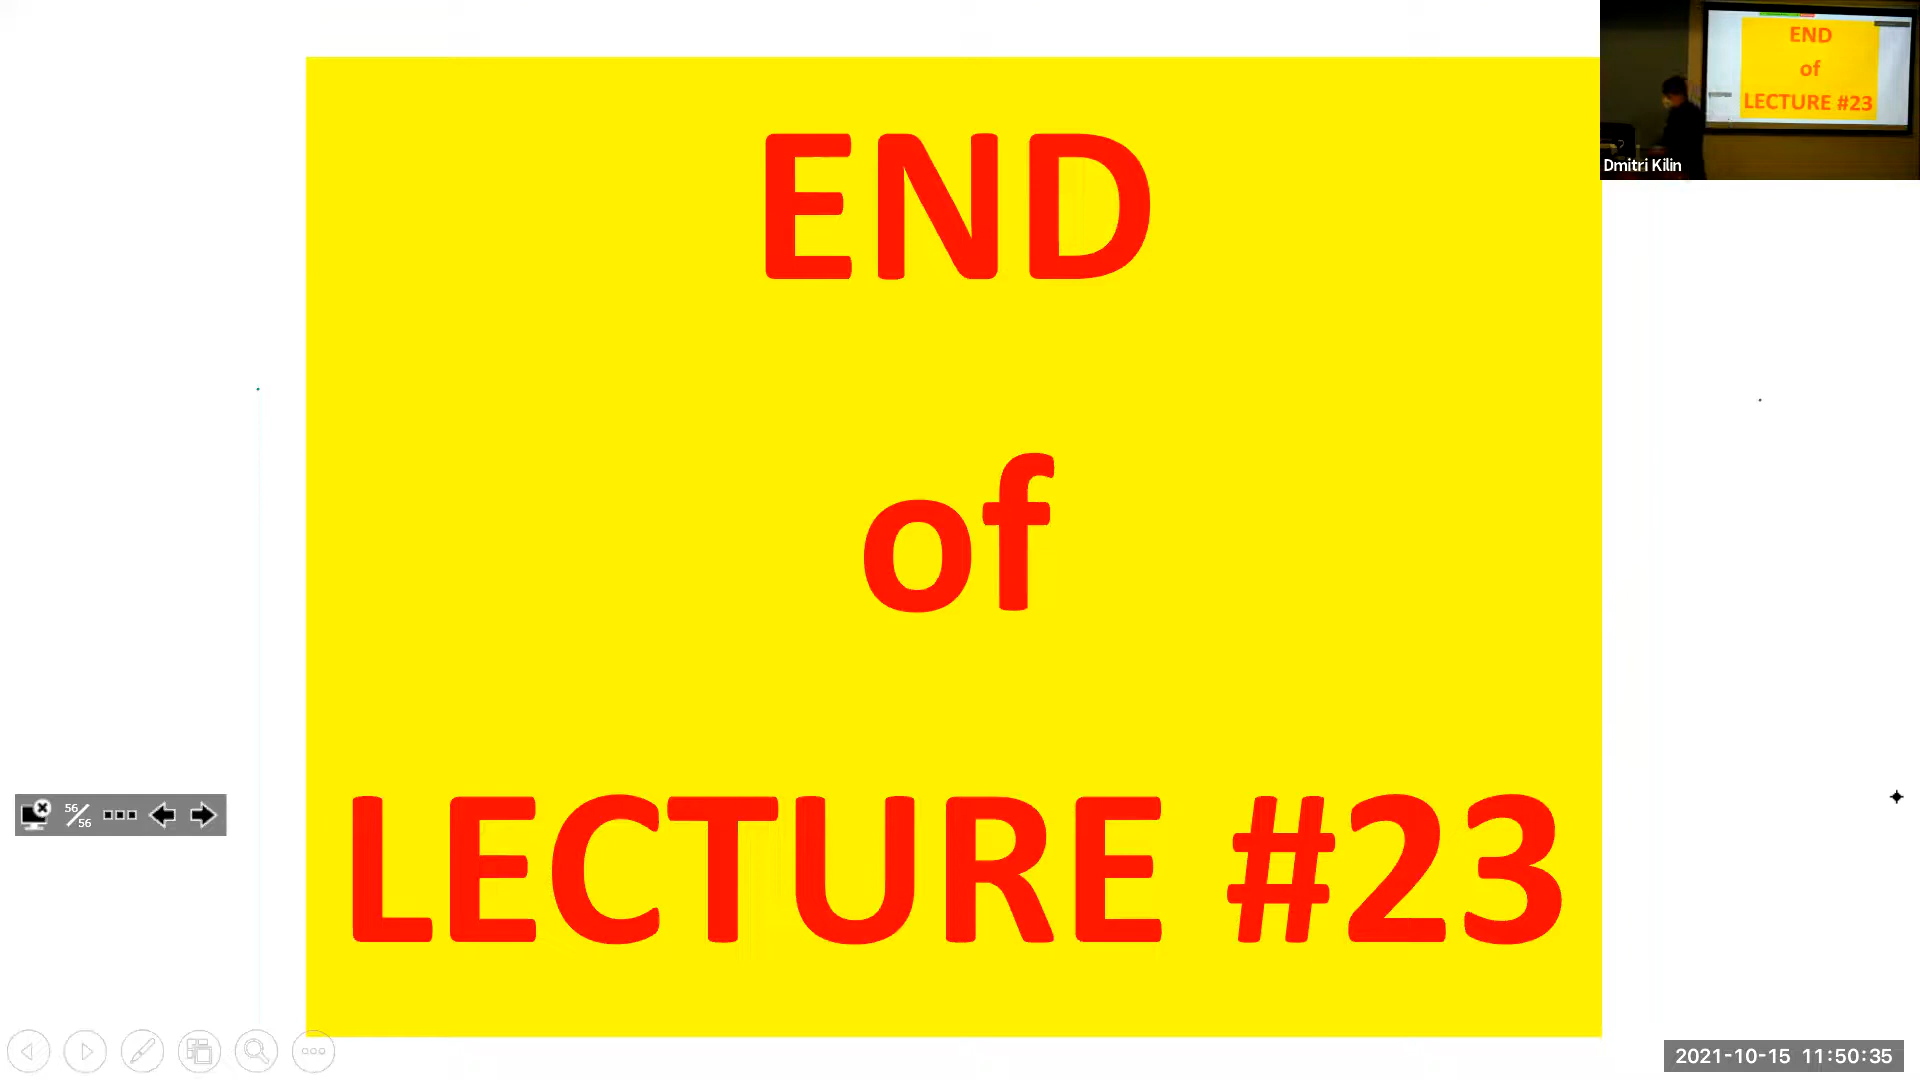 END
of
LECTURE #23
END
of
LECTURE #23
Dmitri Kilin
56/56
2021-10-15 11:50:35